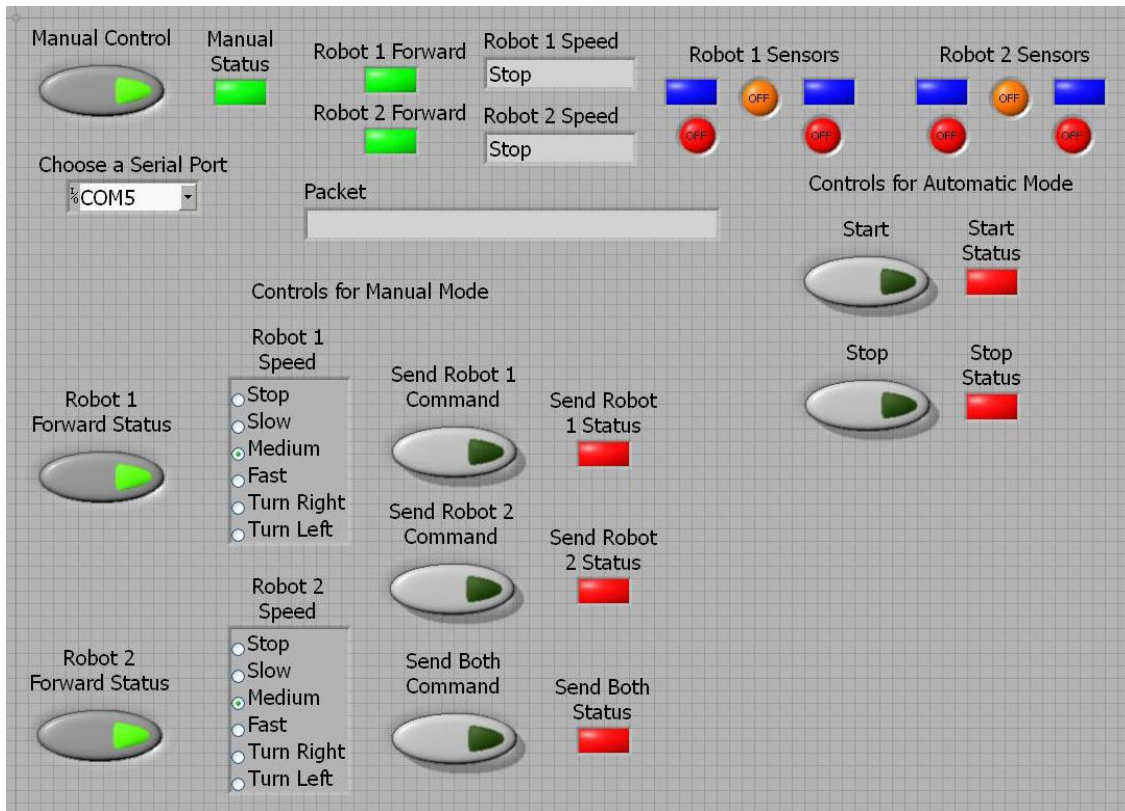 Manual Control
Manual
Status
Robot 1 Forward
Robot 1 Speed
Stop
Robot 2 Forward
Robot 2 Speed
Stop
Robot 1 Sensors
OFF
OFF
OFF
Robot 2 Sensors
OFF
OFF
OFF
Choose a Serial Port
COM5
Packet
Controls for Automatic Mode
Start
Start
Status
Stop
Stop
Status
Controls for Manual Mode
Robot 1
Forward Status
Robot 1
Speed
Stop
Slow
Medium
Fast
Turn Right
Turn Left
Send Robot 1
Command
Send Robot
1 Status
Send Robot 2
Command
Send Robot
2 Status
Robot 2
Forward Status
Robot 2
Speed
Stop
Slow
Medium
Fast
Turn Right
Turn Left
Send Both
Command
Send Both
Status